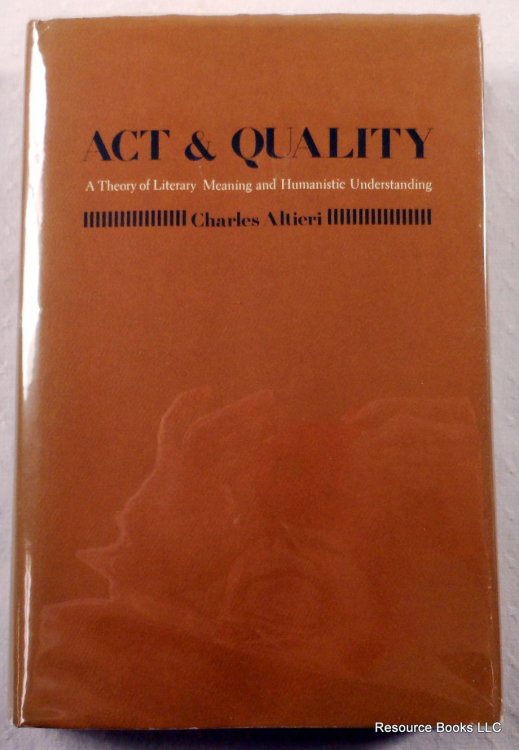 ACT & QUALITY
A Theory of Literary Meaning and Humanistic Understanding
Charles Altieri
Resource Books LLC